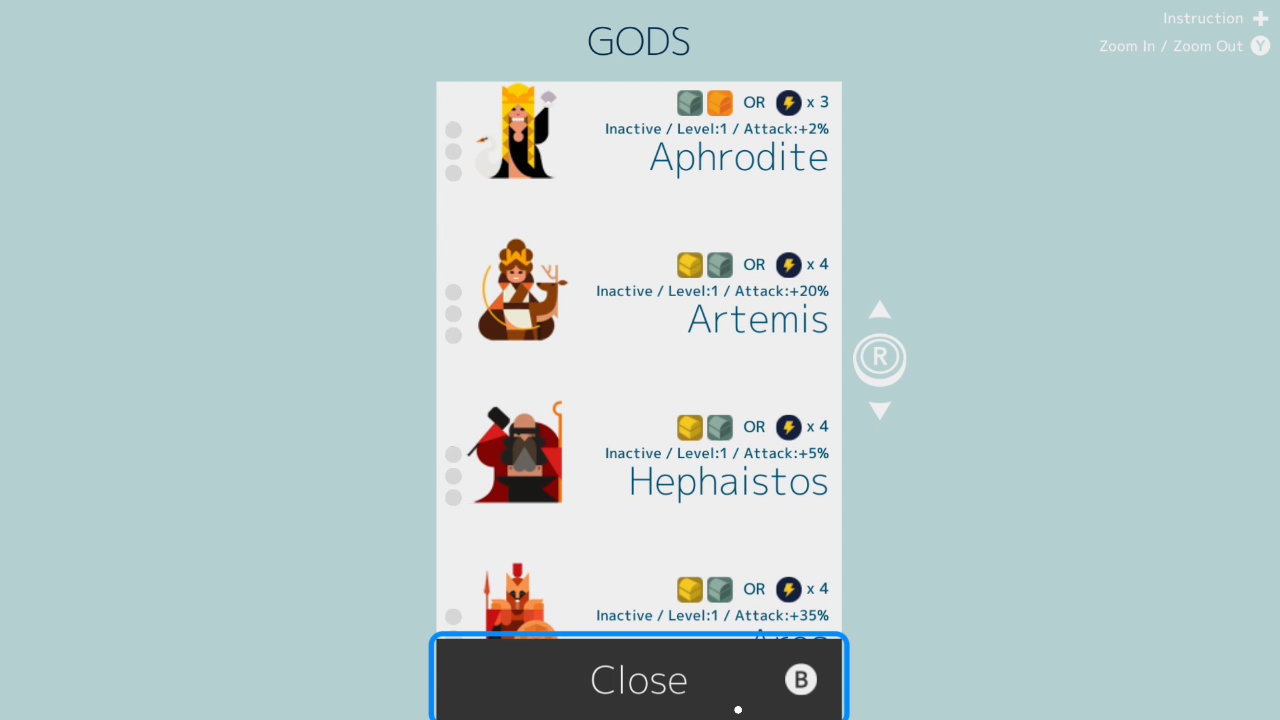 GODS
Instruction
Zoom In / Zoom Out Y
OR x 3
Inactive / Level:1 / Attack:+2%
Aphrodite
OR x 4
Inactive / Level:1 / Attack:+20%
Artemis
OR x 4
Inactive / Level:1 / Attack:+5%
Hephaistos
OR x 4
Inactive / Level:1 / Attack:+35%
R
Close B